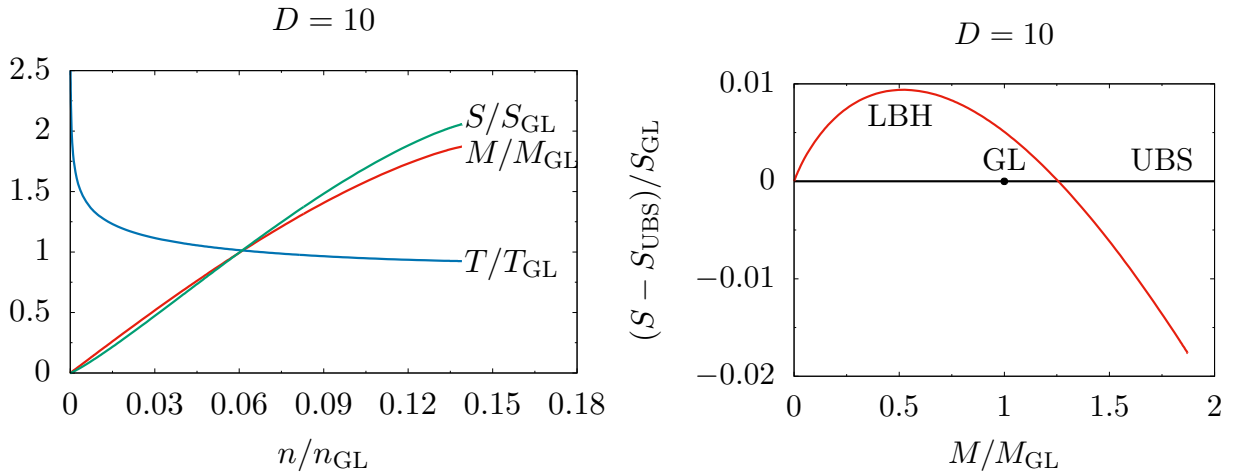 D = 10
2.5
2
1.5
1
0.5
0
S/S_GL
M/M_GL
T/T_GL
0 0.03 0.06 0.09 0.12 0.15 0.18
n/n_GL
D = 10
(S − S_UBS)/S_GL
0.01
0
−0.01
−0.02
LBH
GL UBS
0 0.5 1 1.5 2
M/M_GL